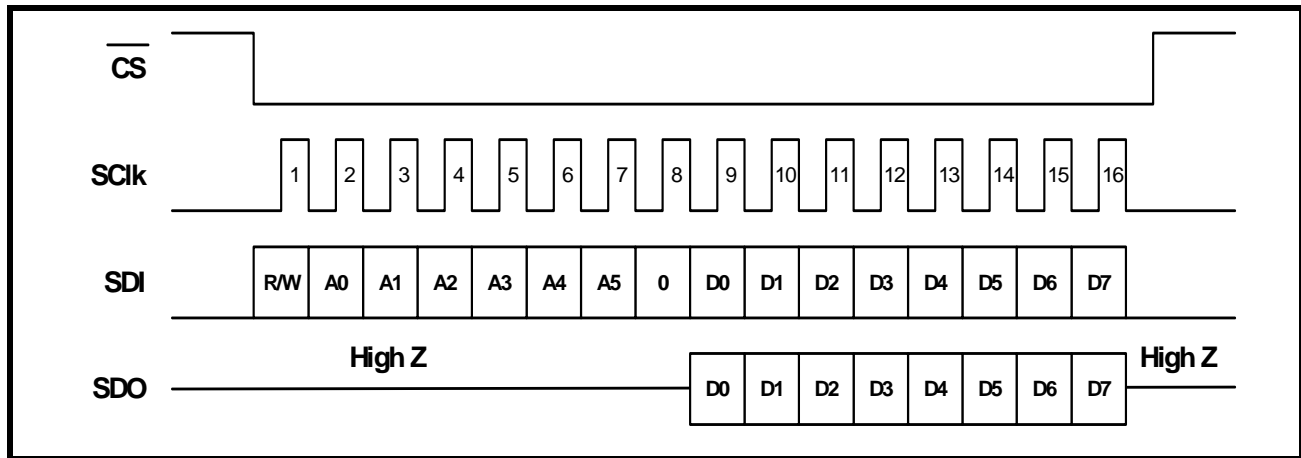 CS
SClk 1 2 3 4 5 6 7 8 9 10 11 12 13 14 15 16
SDI R/W A0 A1 A2 A3 A4 A5 0 D0 D1 D2 D3 D4 D5 D6 D7
High Z High Z
SDO D0 D1 D2 D3 D4 D5 D6 D7